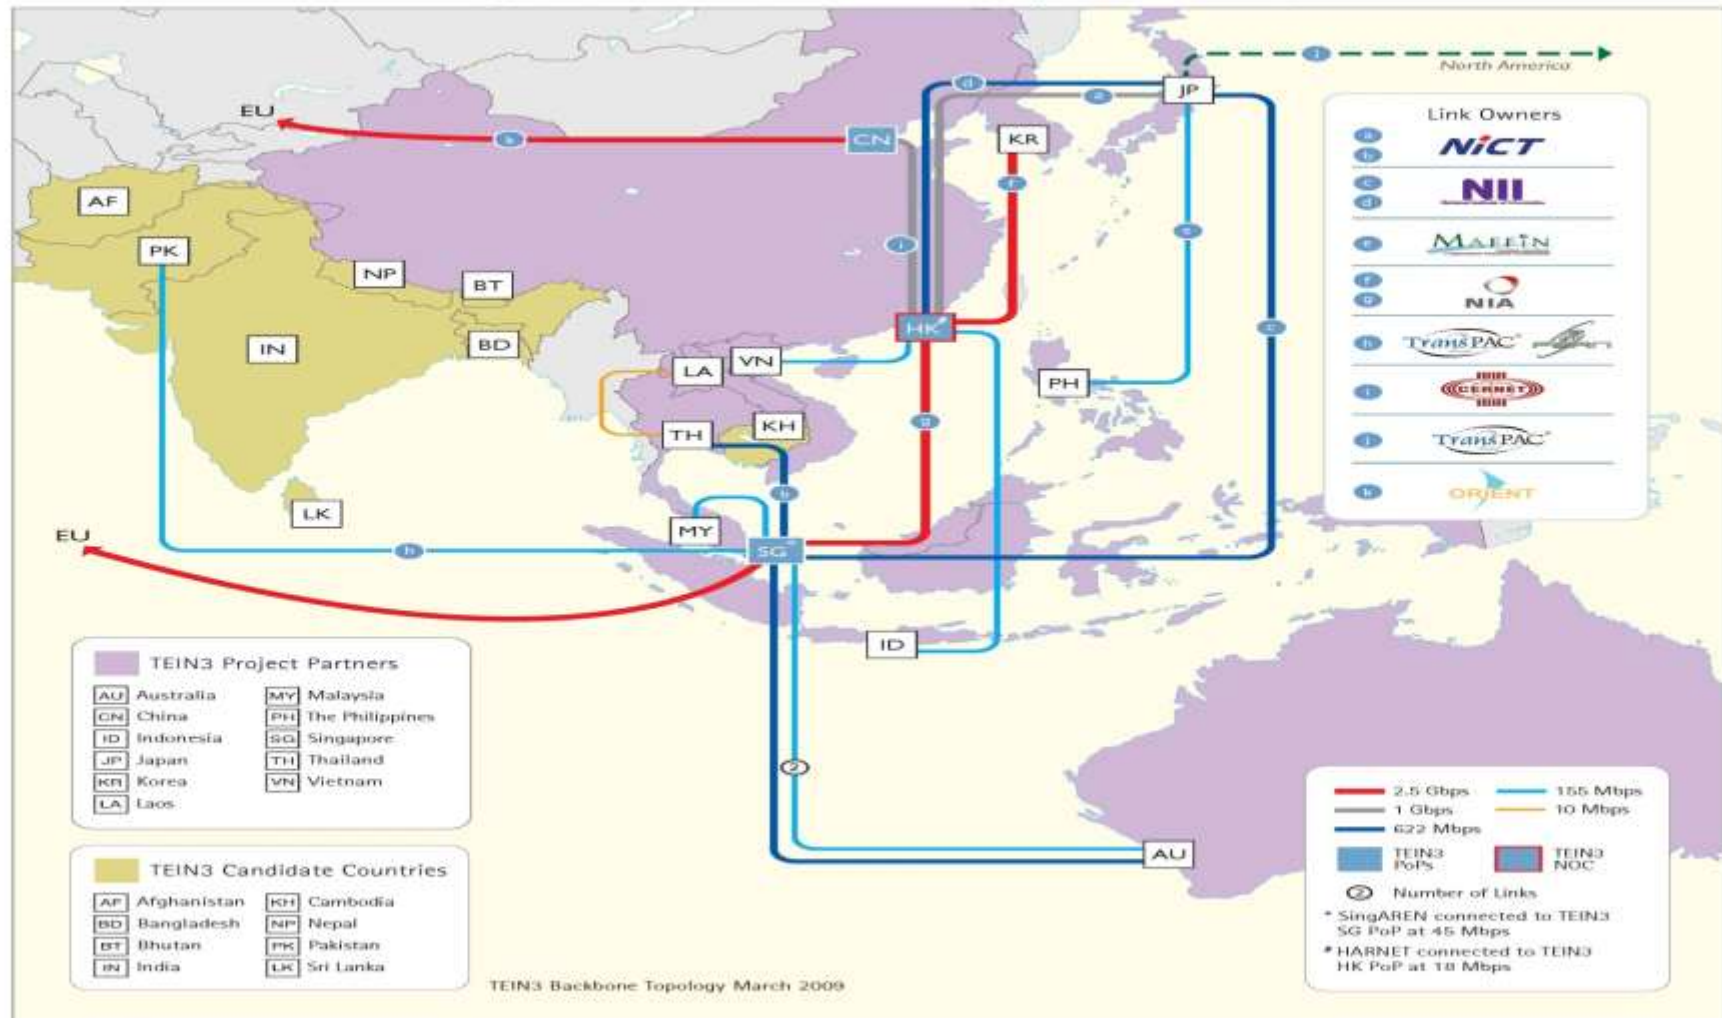 North America
EU
d
a
JP
CN
KR
k
f
AF
PK
j
e
NP
BT
HK#
c
IN
BD
VN
LA
PH
g
TH
KH
b
LK
MY
EU
SG*
h
ID
2
AU
Link Owners
a
b
NiCT
c
d
NII
e
MAFFIN
f
g
NIA
h
TransPAC
i
CERNET
j
TransPAC
k
ORIENT
TEIN3 Project Partners
AU Australia
CN China
ID Indonesia
JP Japan
KR Korea
LA Laos
MY Malaysia
PH The Philippines
SG Singapore
TH Thailand
VN Vietnam
TEIN3 Candidate Countries
AF Afghanistan
BD Bangladesh
BT Bhutan
IN India
KH Cambodia
NP Nepal
PK Pakistan
LK Sri Lanka
TEIN3 Backbone Topology March 2009
2.5 Gbps
1 Gbps
622 Mbps
155 Mbps
10 Mbps
TEIN3
PoPs
TEIN3
NOC
2 Number of Links
* SingAREN connected to TEIN3
SG PoP at 45 Mbps
# HARNET connected to TEIN3
HK PoP at 18 Mbps